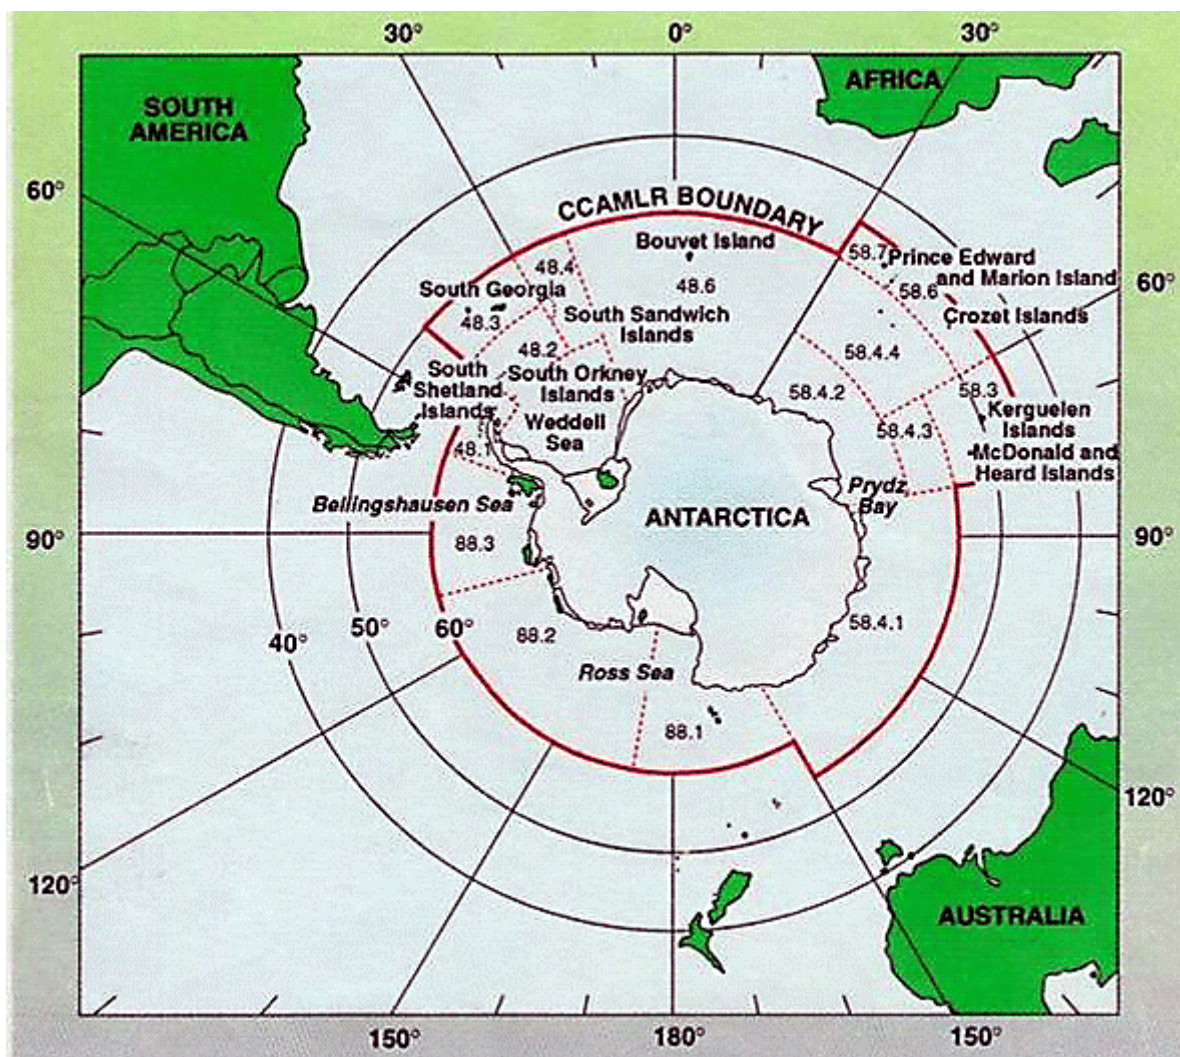 30° 0° 30°
SOUTH
AMERICA
AFRICA
60°
CCAMLR BOUNDARY
Bouvet Island
58.7
Prince Edward
and Marion Island
48.4
48.6
58.6
60°
South Georgia
48.3
South Sandwich
Islands
Crozet Islands
48.2
58.4.4
South
Shetland
Islands
South Orkney
Islands
58.4.2
58.3
Kerguelen
Islands
Weddell
Sea
58.4.3
48.1
McDonald and
Heard Islands
Bellingshausen Sea
Prydz
Bay
ANTARCTICA
90°
88.3
90°
40° 50° 60°
88.2
58.4.1
Ross Sea
88.1
120°
120°
AUSTRALIA
150° 180° 150°